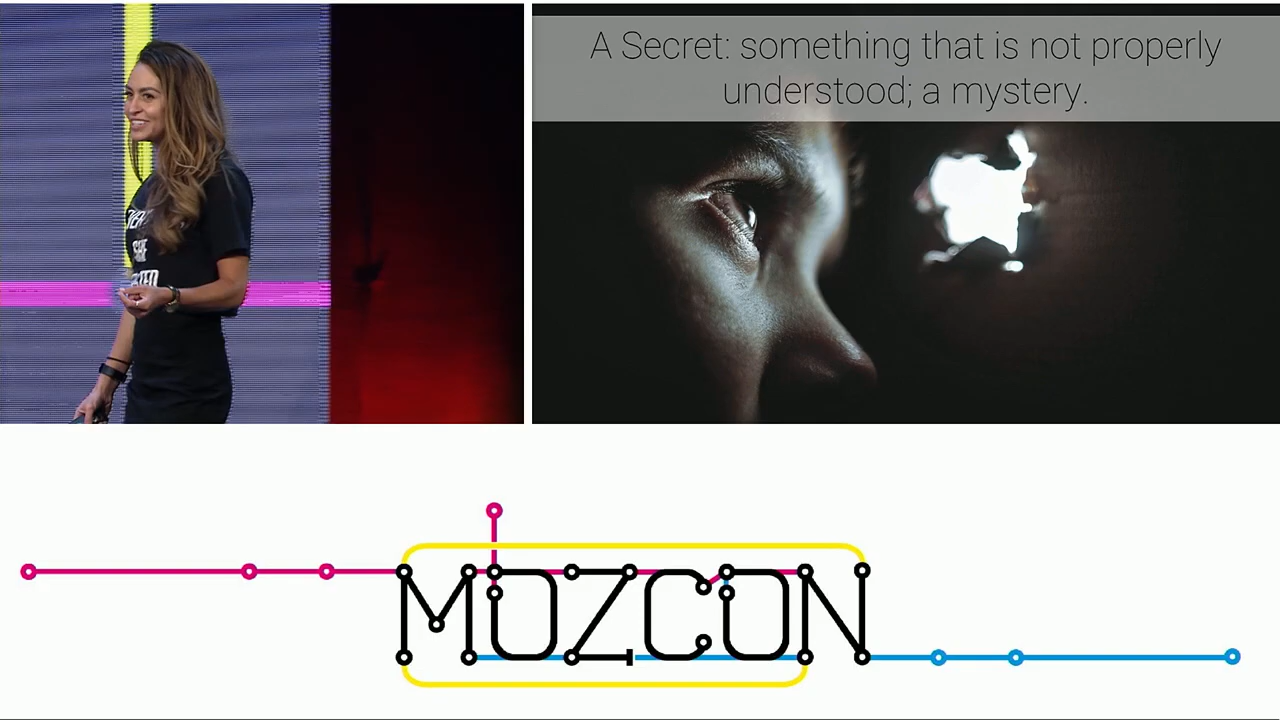 A Secret: something that is not properly
understood; a mystery.
MOZCON